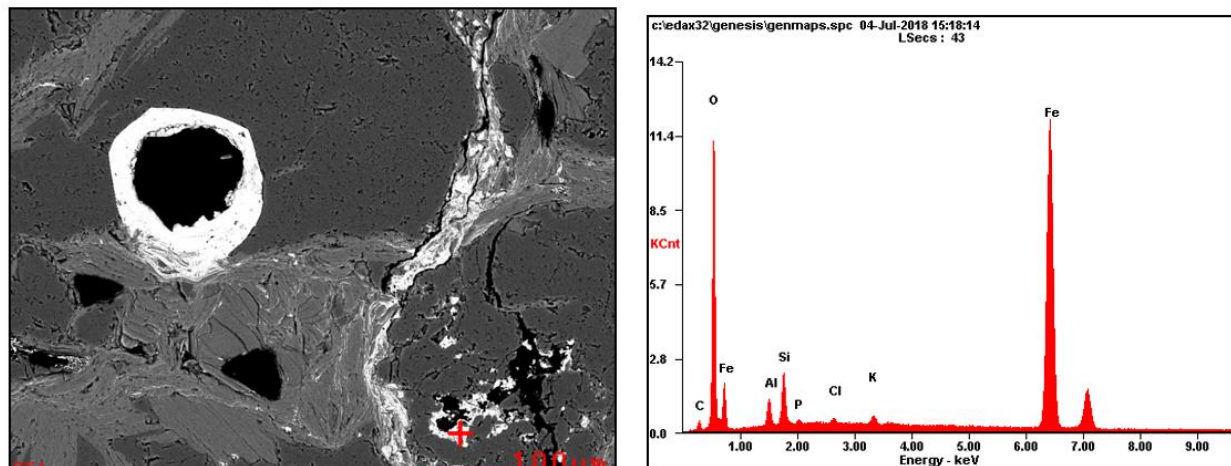 100µm
c:\edax32\genesis\genmaps.spc 04-Jul-2018 15:18:14
LSecs : 43
14.2
11.4
8.5
KCnt
5.7
2.8
0.0
C
O
Fe
Al
Si
P
Cl
K
Fe
1.00 2.00 3.00 4.00 5.00 6.00 7.00 8.00 9.00
Energy - keV